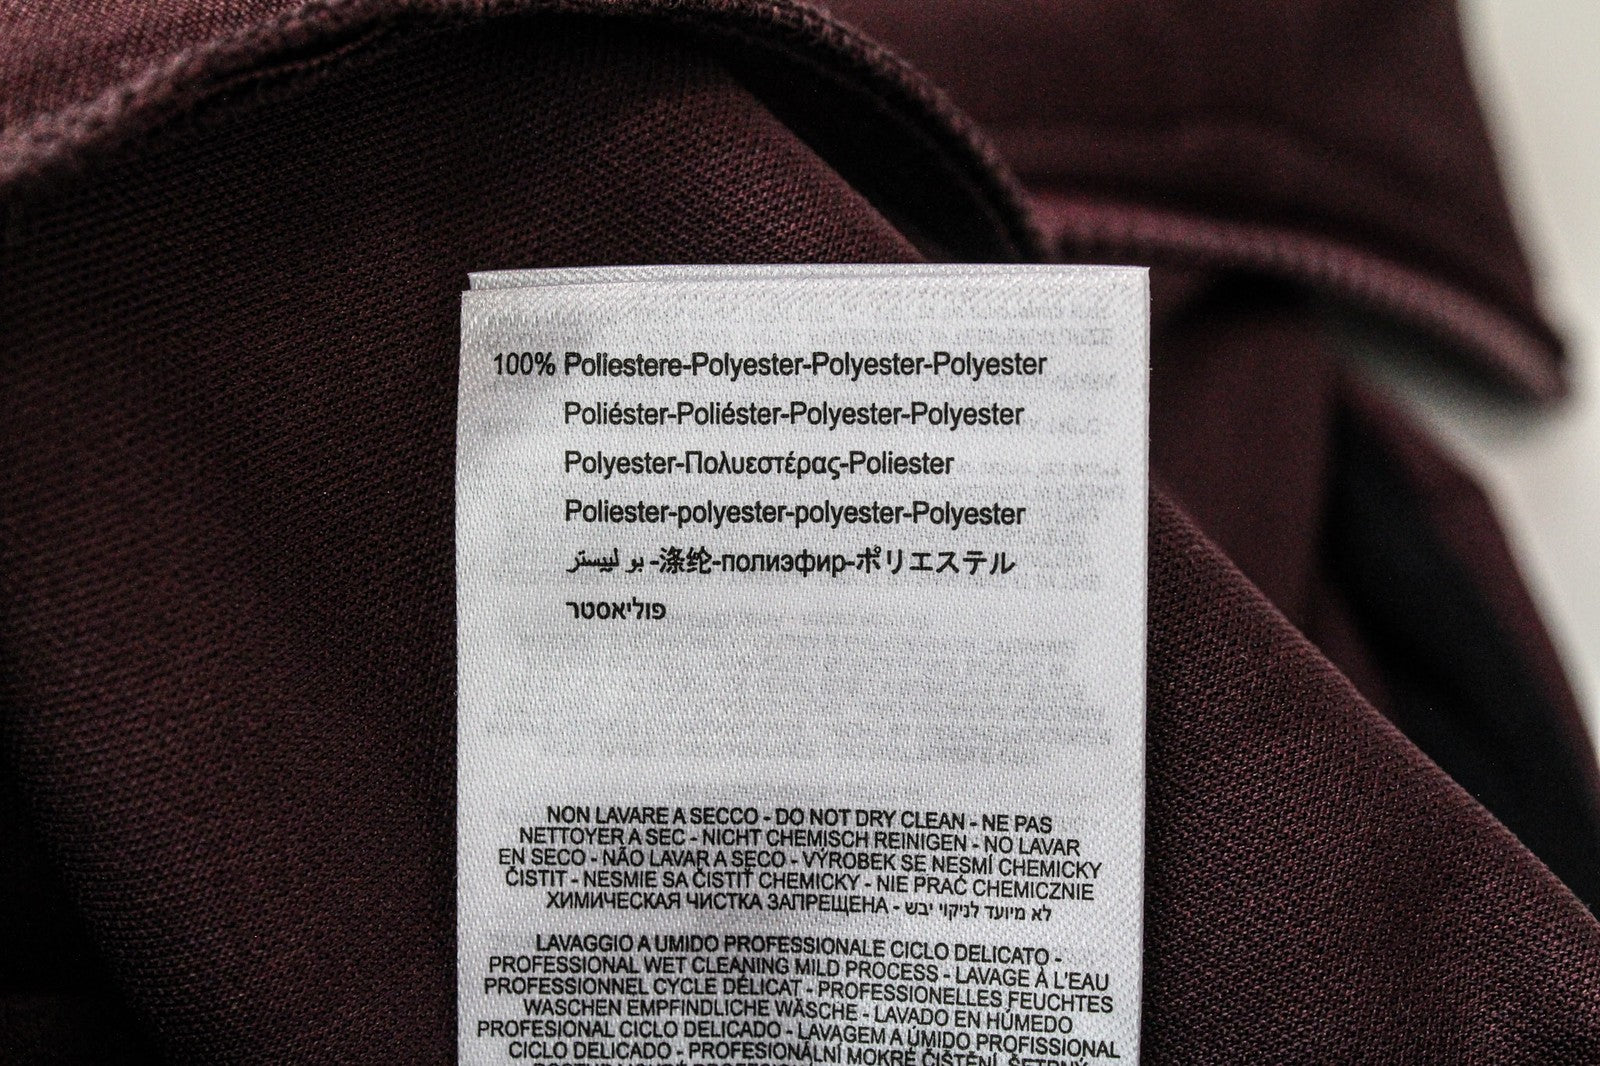 100% Poliestere-Polyester-Polyester-Polyester
Poliéster-Poliéster-Polyester-Polyester
Polyester-Πολυεστέρας-Poliester
Poliester-polyester-polyester-Polyester
بو لييستر -涤纶-полиэфир-ポリエステル
פוליאסטר
NON LAVARE A SECCO - DO NOT DRY CLEAN - NE PAS
NETTOYER A SEC - NICHT CHEMISCH REINIGEN - NO LAVAR
EN SECO - NÃO LAVAR A SECO - VÝROBEK SE NESMÍ CHEMICKY
ČISTIT - NESMIE SA ČISTIŤ CHEMICKY - NIE PRAĆ CHEMICZNIE
ХИМИЧЕСКАЯ ЧИСТКА ЗАПРЕЩЕНА - לא מיועד לניקוי יבש
LAVAGGIO A UMIDO PROFESSIONALE CICLO DELICATO -
PROFESSIONAL WET CLEANING MILD PROCESS - LAVAGE À L'EAU
PROFESSIONNEL CYCLE DÉLICAT - PROFESSIONELLES FEUCHTES
WASCHEN EMPFINDLICHE WÄSCHE - LAVADO EN HÚMEDO
PROFESIONAL CICLO DELICADO - LAVAGEM A ÚMIDO PROFISSIONAL
CICLO DELICADO - PROFESIONÁLNÍ MOKRÉ ČIŠTĚNÍ, ŠETRNÝ